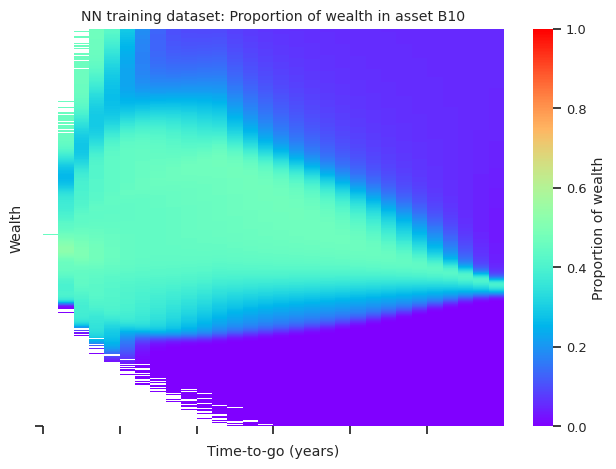 NN training dataset: Proportion of wealth in asset B10
1.0
0.8
0.6
0.4
0.2
0.0
Proportion of wealth
Wealth
Time-to-go (years)